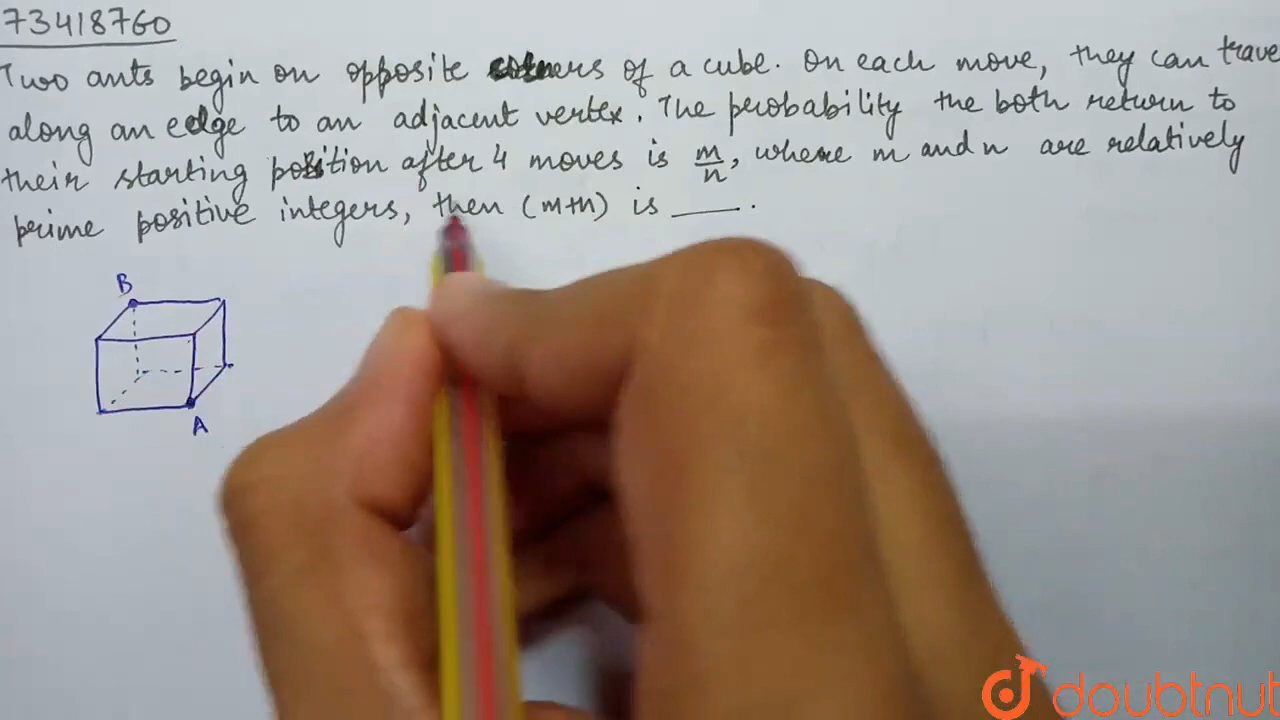 73418760
Two ants begin on opposite corners of a cube. On each move, they can trave
along an edge to an adjacent vertex. The probability the both return to
their starting position after 4 moves is m/n, where m and n are relatively
prime positive integers, then (m+n) is ___.
B
A
doubtnut